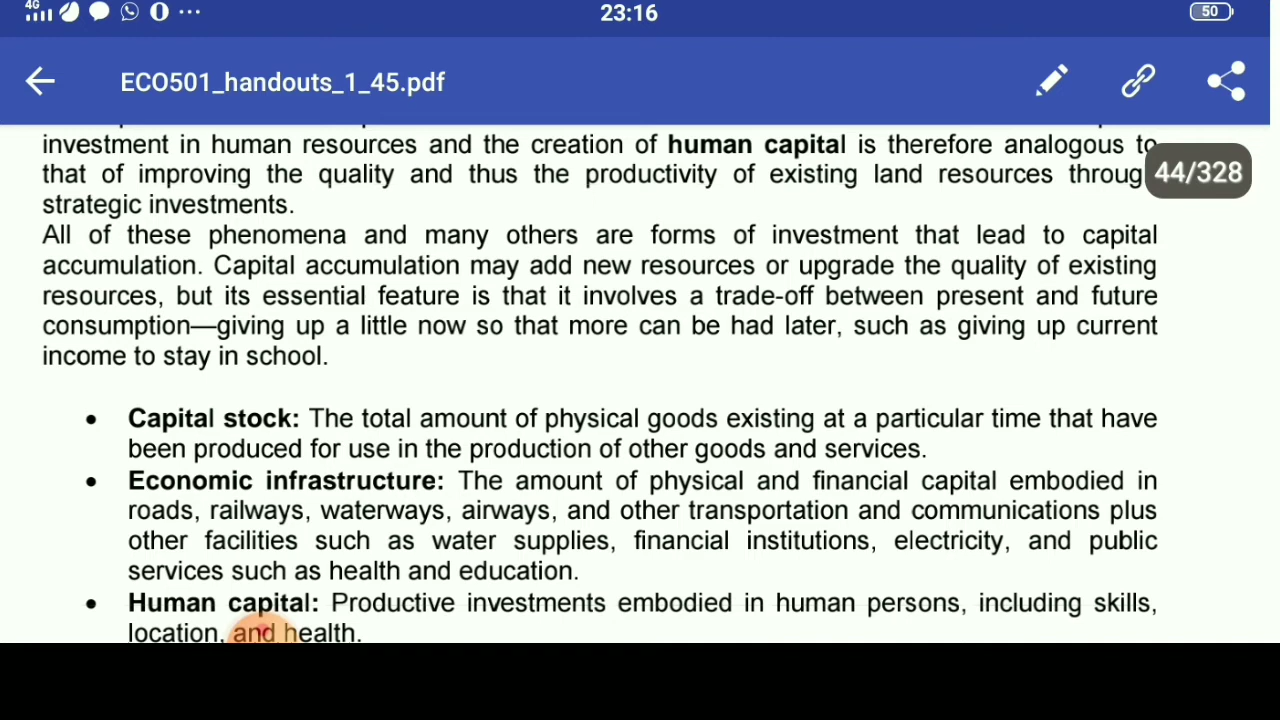 4G
23:16
50
ECO501_handouts_1_45.pdf
44/328
investment in human resources and the creation of human capital is therefore analogous to
that of improving the quality and thus the productivity of existing land resources throug
strategic investments.
All of these phenomena and many others are forms of investment that lead to capital
accumulation. Capital accumulation may add new resources or upgrade the quality of existing
resources, but its essential feature is that it involves a trade-off between present and future
consumption—giving up a little now so that more can be had later, such as giving up current
income to stay in school.
• Capital stock: The total amount of physical goods existing at a particular time that have
been produced for use in the production of other goods and services.
• Economic infrastructure: The amount of physical and financial capital embodied in
roads, railways, waterways, airways, and other transportation and communications plus
other facilities such as water supplies, financial institutions, electricity, and public
services such as health and education.
• Human capital: Productive investments embodied in human persons, including skills,
location, and health.